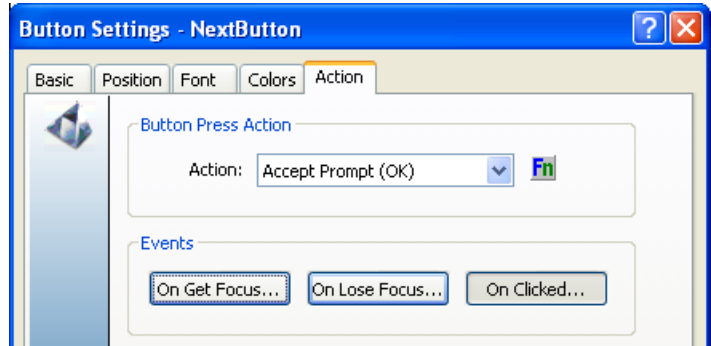 Button Settings - NextButton
?
Basic Position Font Colors Action
Button Press Action
Action: Accept Prompt (OK) Fn
Events
On Get Focus... On Lose Focus... On Clicked...